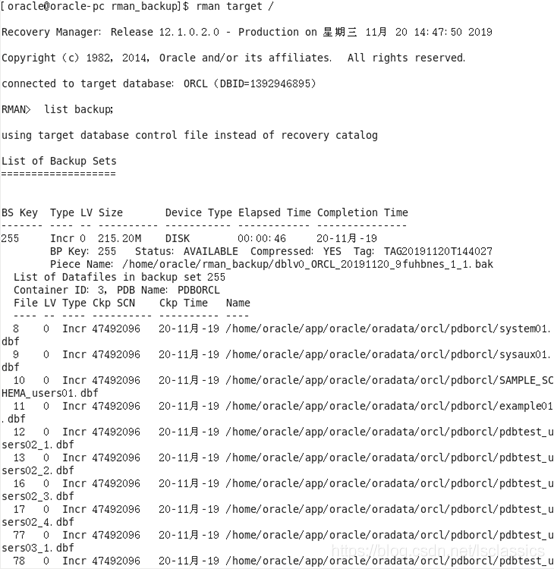 [oracle@oracle-pc rman_backup]$ rman target /
Recovery Manager: Release 12.1.0.2.0 - Production on 星期三 11月 20 14:47:50 2019
Copyright (c) 1982, 2014, Oracle and/or its affiliates.  All rights reserved.
connected to target database: ORCL (DBID=1392946895)
RMAN>  list backup;
using target database control file instead of recovery catalog
List of Backup Sets
===================
BS Key  Type LV Size       Device Type Elapsed Time Completion Time
------- ---- -- ---------- ----------- ------------ ---------------
255     Incr 0  215.20M    DISK        00:00:46     20-11月-19
        BP Key: 255   Status: AVAILABLE  Compressed: YES  Tag: TAG20191120T144027
        Piece Name: /home/oracle/rman_backup/dblv0_ORCL_20191120_9fuhbnes_1_1.bak
  List of Datafiles in backup set 255
  Container ID: 3, PDB Name: PDBORCL
  File LV Type Ckp SCN    Ckp Time   Name
  ---- -- ---- ---------- ---------- ----
  8    0  Incr 47492096   20-11月-19 /home/oracle/app/oracle/oradata/orcl/pdborcl/system01.
dbf
  9    0  Incr 47492096   20-11月-19 /home/oracle/app/oracle/oradata/orcl/pdborcl/sysaux01.
dbf
  10   0  Incr 47492096   20-11月-19 /home/oracle/app/oracle/oradata/orcl/pdborcl/SAMPLE_SC
HEMA_users01.dbf
  11   0  Incr 47492096   20-11月-19 /home/oracle/app/oracle/oradata/orcl/pdborcl/example01
.dbf
  12   0  Incr 47492096   20-11月-19 /home/oracle/app/oracle/oradata/orcl/pdborcl/pdbtest_u
sers02_1.dbf
  13   0  Incr 47492096   20-11月-19 /home/oracle/app/oracle/oradata/orcl/pdborcl/pdbtest_u
sers02_2.dbf
  16   0  Incr 47492096   20-11月-19 /home/oracle/app/oracle/oradata/orcl/pdborcl/pdbtest_u
sers02_3.dbf
  17   0  Incr 47492096   20-11月-19 /home/oracle/app/oracle/oradata/orcl/pdborcl/pdbtest_u
sers02_4.dbf
  77   0  Incr 47492096   20-11月-19 /home/oracle/app/oracle/oradata/orcl/pdborcl/pdbtest_u
sers03_1.dbf
  78   0  Incr 47492096   20-11月-19 /home/oracle/app/oracle/oradata/orcl/pdborcl/pdbtest_u
https://blog.csdn.net/isclassics